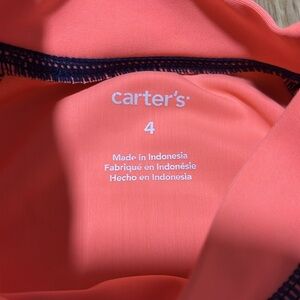 carter's
4
Made in Indonesia
Fabriqué en Indonésie
Hecho en Indonesia